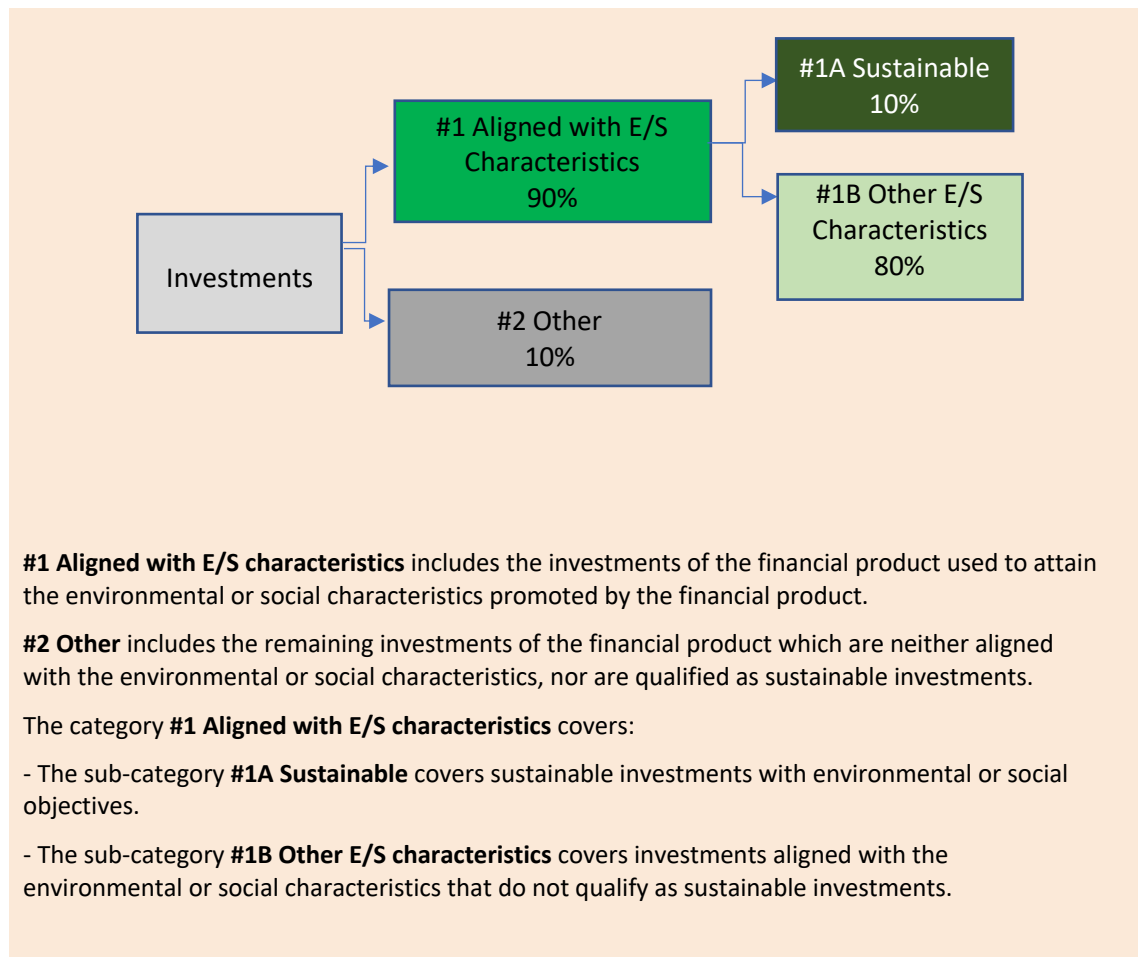 #1A Sustainable
10%
#1 Aligned with E/S
Characteristics
90%
#1B Other E/S
Characteristics
80%
Investments
#2 Other
10%
#1 Aligned with E/S characteristics includes the investments of the financial product used to attain
the environmental or social characteristics promoted by the financial product.
#2 Other includes the remaining investments of the financial product which are neither aligned
with the environmental or social characteristics, nor are qualified as sustainable investments.
The category #1 Aligned with E/S characteristics covers:
- The sub-category #1A Sustainable covers sustainable investments with environmental or social
objectives.
- The sub-category #1B Other E/S characteristics covers investments aligned with the
environmental or social characteristics that do not qualify as sustainable investments.